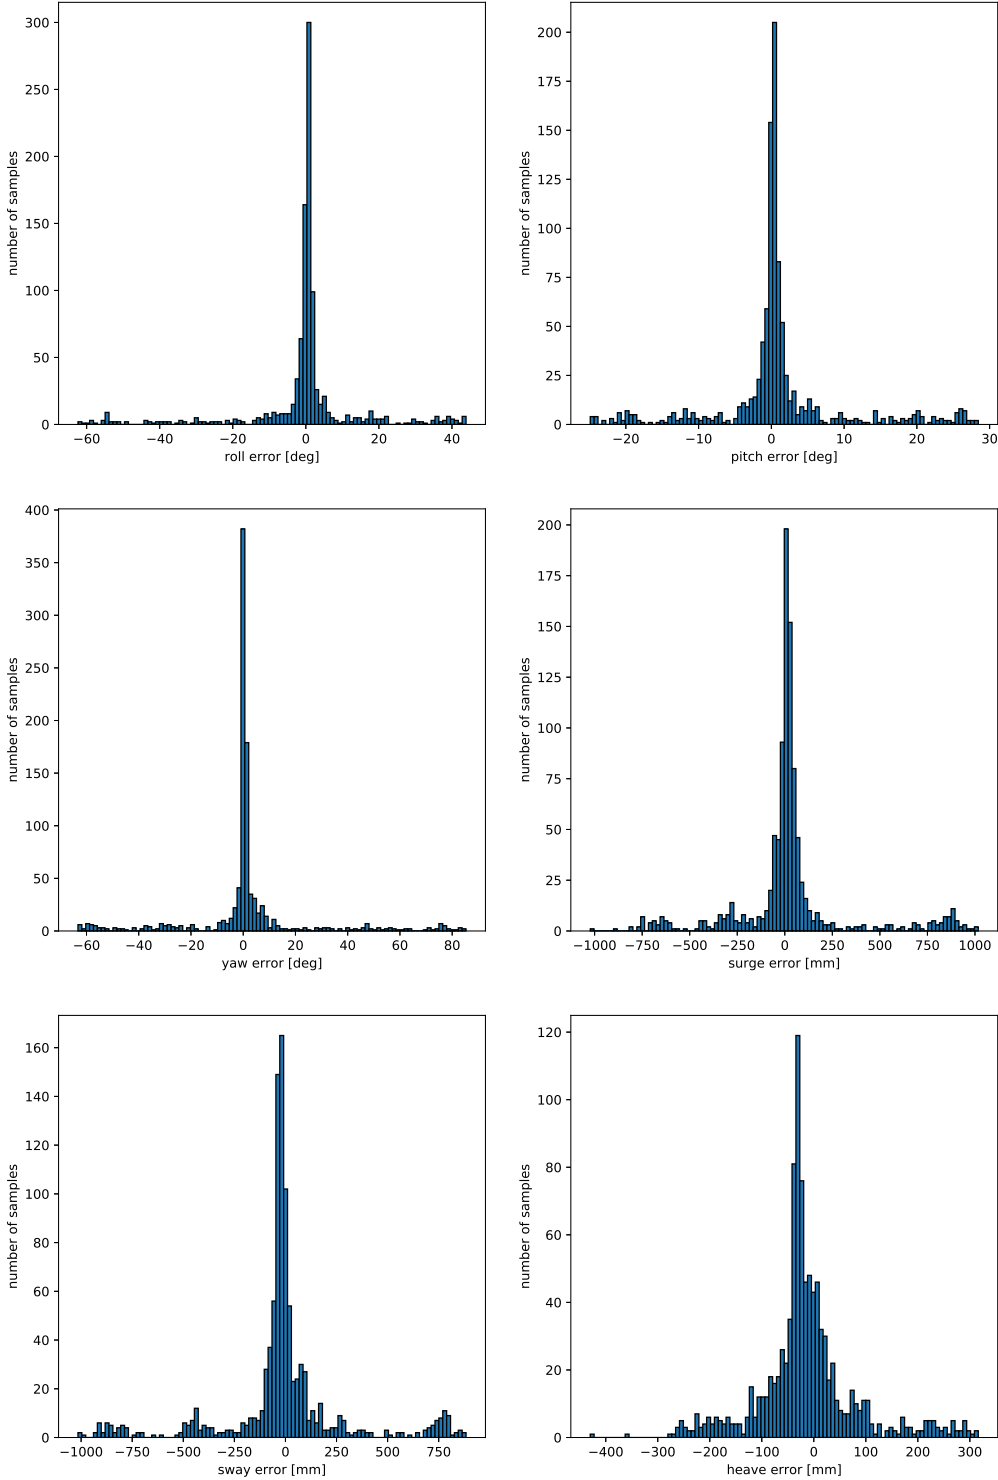 300
250
200
150
100
50
0
number of samples
−60 −40 −20 0 20 40
roll error [deg]
200
175
150
125
100
75
50
25
0
number of samples
−20 −10 0 10 20 30
pitch error [deg]
400
350
300
250
200
150
100
50
0
number of samples
−60 −40 −20 0 20 40 60 80
yaw error [deg]
200
175
150
125
100
75
50
25
0
number of samples
−1000 −750 −500 −250 0 250 500 750 1000
surge error [mm]
160
140
120
100
80
60
40
20
0
number of samples
−1000 −750 −500 −250 0 250 500 750
sway error [mm]
120
100
80
60
40
20
0
number of samples
−400 −300 −200 −100 0 100 200 300
heave error [mm]